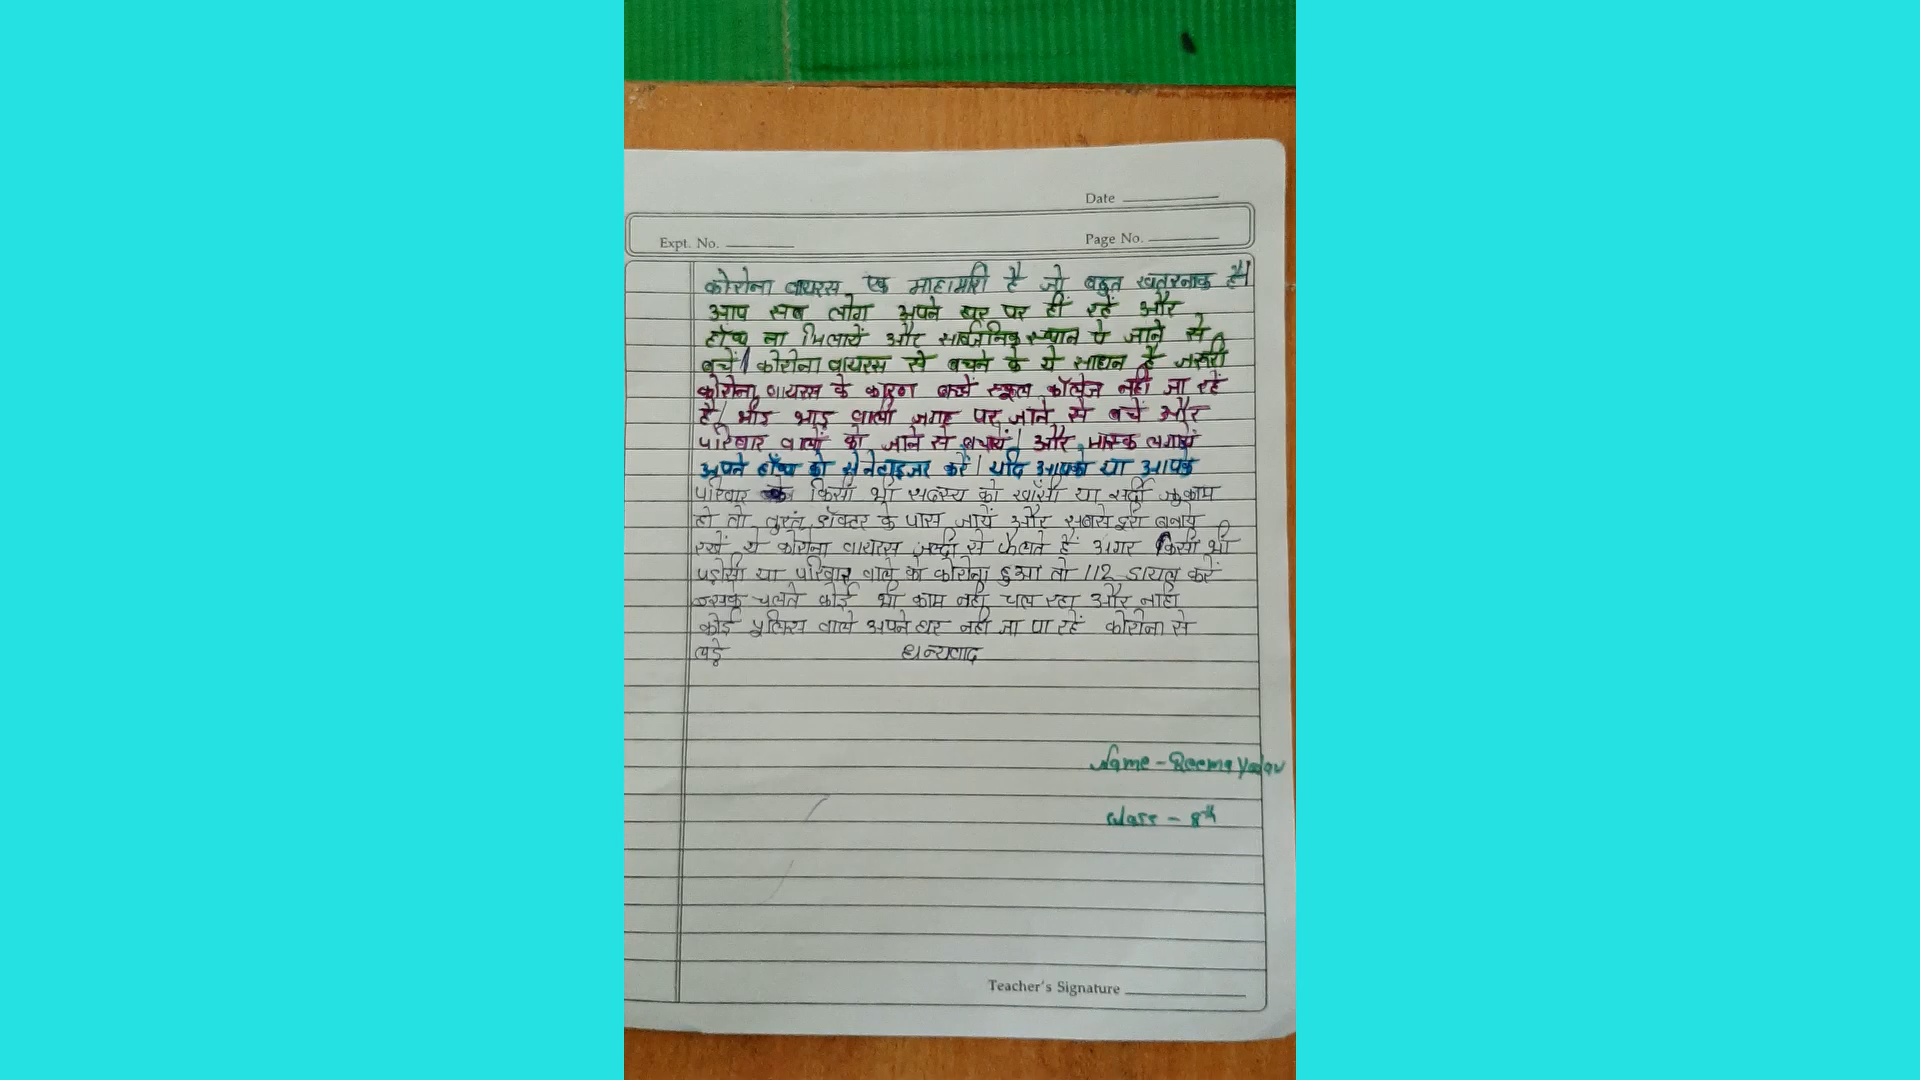 Date
Expt. No.
Page No.
कोरोना वायरस एक माहामारी है जो बहुत खतरनाक है।
आप सब लोग अपने घर पर हीं रहें और
हाँथ ना मिलायें और सार्वजनिक स्थान पे जाने से
बचें। कोरोना वायरस से बचने के ये साधन है जरूरी
कोरोना वायरस के कारण बच्चें स्कूल कॉलेज नहीं जा रहें
है। भीड़ भाड़ वाली जगह पर जाने से बचें और
परिवार वालों को जाने से बचायें। और मास्क लगायें
अपने हाँथ को सेनेटाइजर करें। यदि आपको या आपके
परिवार के किसी भी सदस्य को खाँसी या सर्दी जुकाम
हो तो तुरंत डॉक्टर के पास जायें और सबसे दूरी बनाये
रखें ये कोरोना वायरस जल्दी से फैलते हैं अगर किसी भी
पड़ोसी या परिवार वाले को कोरोना हुआ तो 112 डायल करें
इसके चलते कोई भी काम नहीं चल रहा और नाहि
कोई पुलिस वाले अपने घर नहीं जा पा रहें कोरोना से
लड़े धन्यवाद
Name - Reema Yadav
Class - 8th
Teacher's Signature